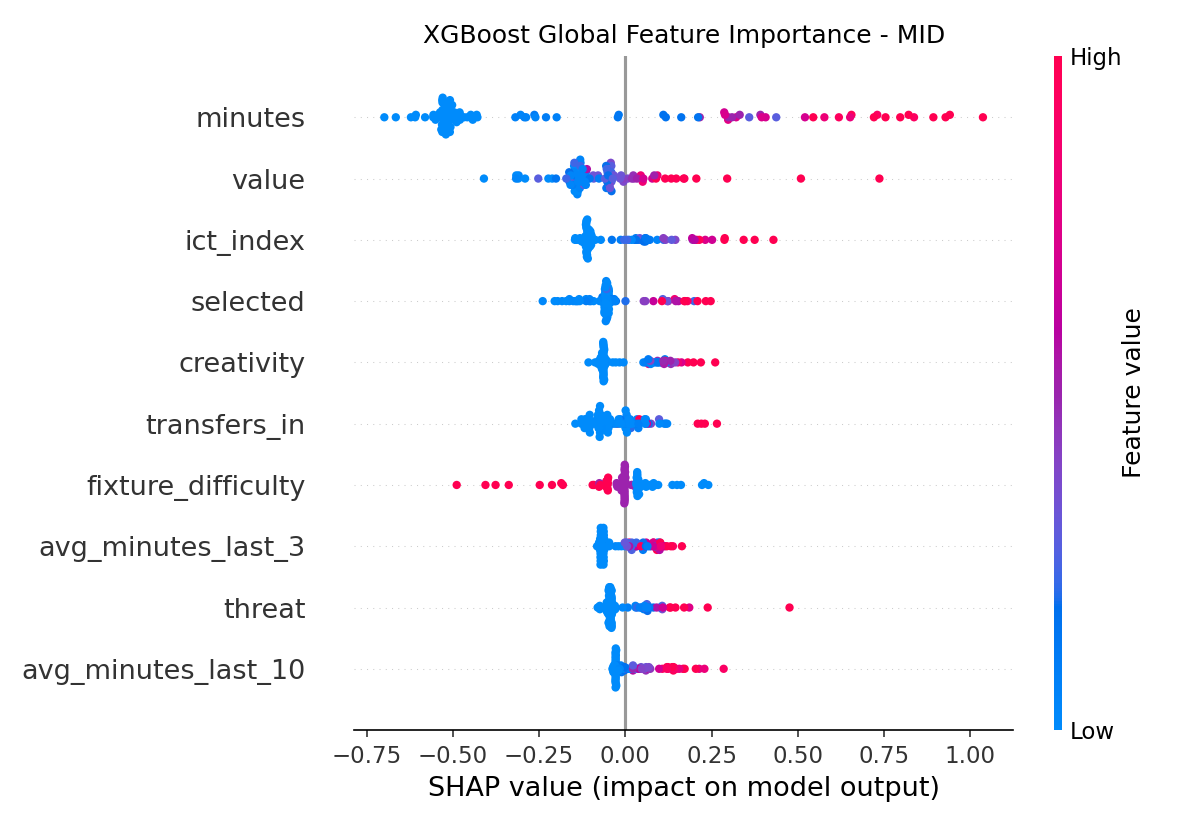 XGBoost Global Feature Importance - MID
High
minutes
value
ict_index
selected
creativity
transfers_in
fixture_difficulty
avg_minutes_last_3
threat
avg_minutes_last_10
Feature value
Low
−0.75 −0.50 −0.25 0.00 0.25 0.50 0.75 1.00
SHAP value (impact on model output)